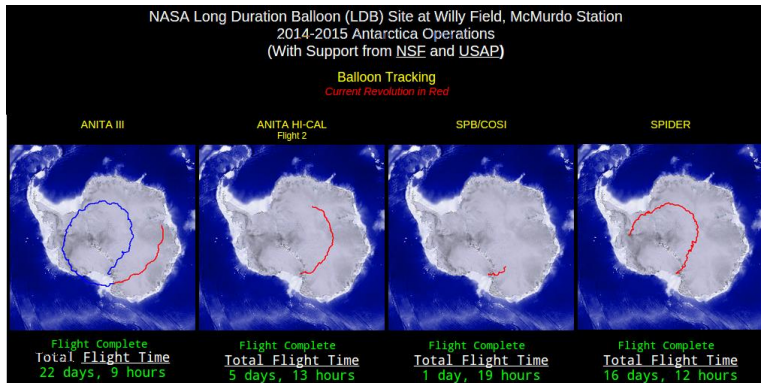 NASA Long Duration Balloon (LDB) Site at Willy Field, McMurdo Station
2014-2015 Antarctica Operations
(With Support from NSF and USAP)
Balloon Tracking
Current Revolution in Red
ANITA III
ANITA HI-CAL
Flight 2
SPB/COSI
SPIDER
Flight Complete
Total Flight Time
22 days, 9 hours
Flight Complete
Total Flight Time
5 days, 13 hours
Flight Complete
Total Flight Time
1 day, 19 hours
Flight Complete
Total Flight Time
16 days, 12 hours